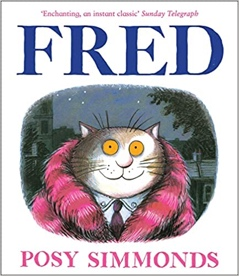 'Enchanting, an instant classic' Sunday Telegraph
FRED
POSY SIMMONDS